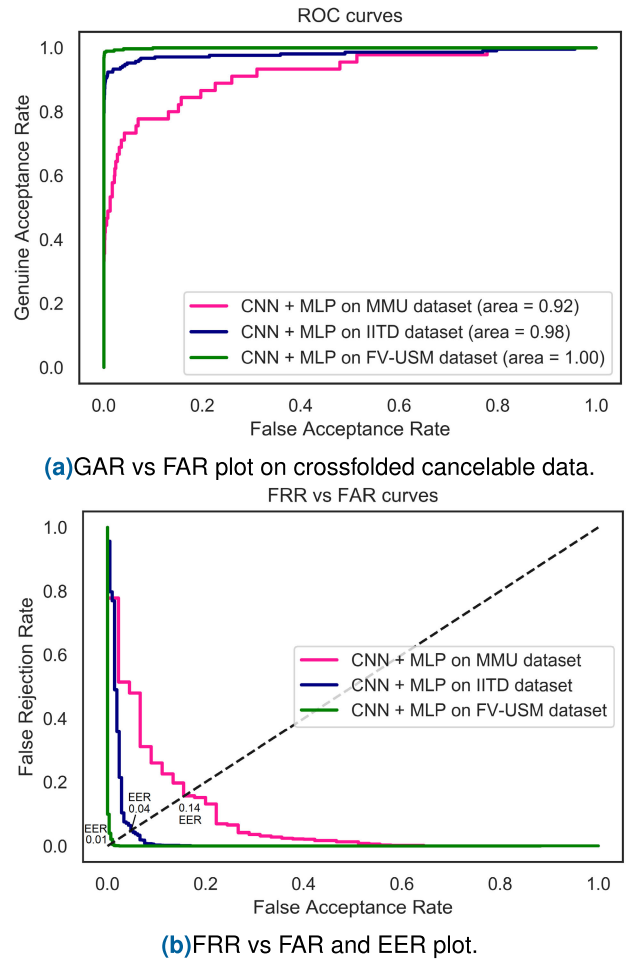 ROC curves
1.0
0.8
0.6
0.4
0.2
0.0
Genuine Acceptance Rate
CNN + MLP on MMU dataset (area = 0.92)
CNN + MLP on IITD dataset (area = 0.98)
CNN + MLP on FV-USM dataset (area = 1.00)
0.0 0.2 0.4 0.6 0.8 1.0
False Acceptance Rate
(a)GAR vs FAR plot on crossfolded cancelable data.
FRR vs FAR curves
1.0
0.8
0.6
0.4
0.2
0.0
False Rejection Rate
CNN + MLP on MMU dataset
CNN + MLP on IITD dataset
CNN + MLP on FV-USM dataset
EER
0.04
0.14
EER
EER
0.01
0.0 0.2 0.4 0.6 0.8 1.0
False Acceptance Rate
(b)FRR vs FAR and EER plot.